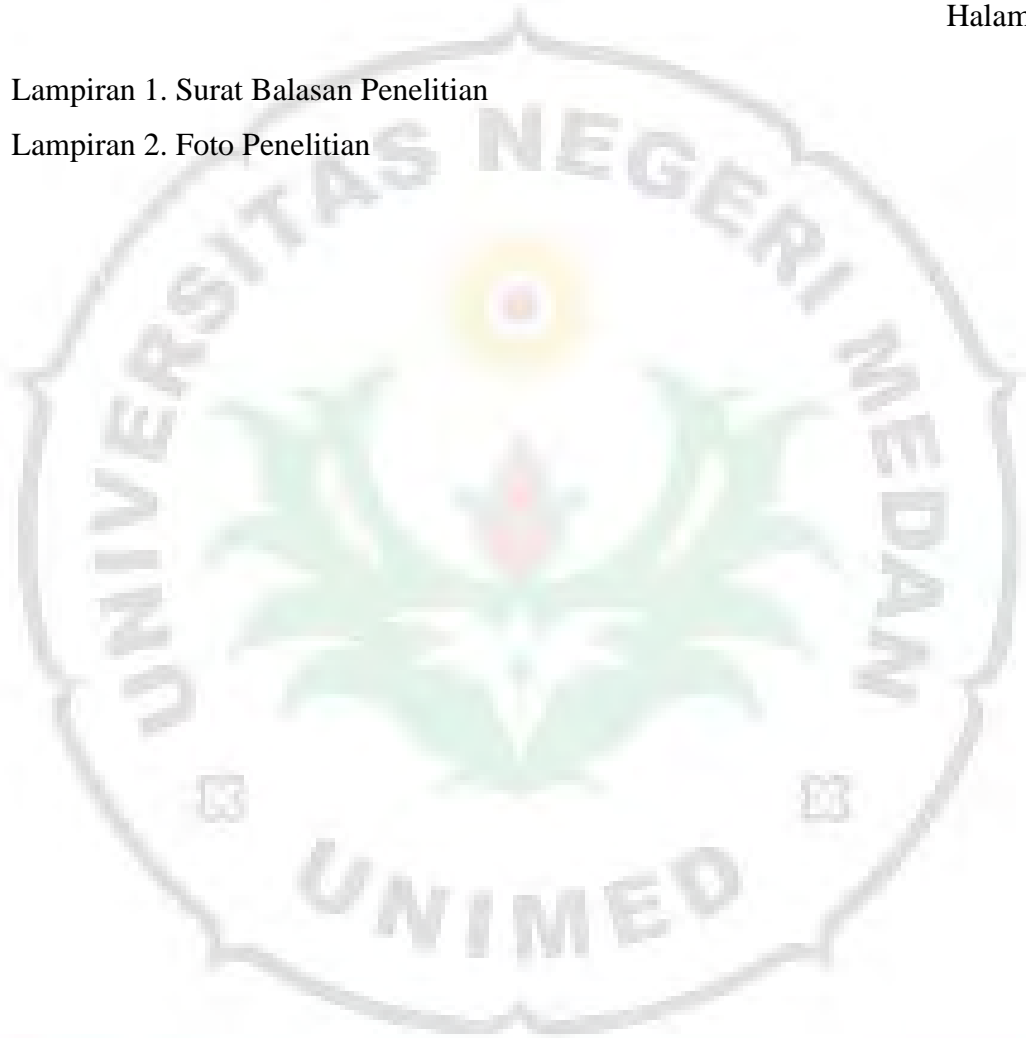 Halam
Lampiran 1. Surat Balasan Penelitian
Lampiran 2. Foto Penelitian
UNIVERSITAS NEGERI MEDAN
UNIMED